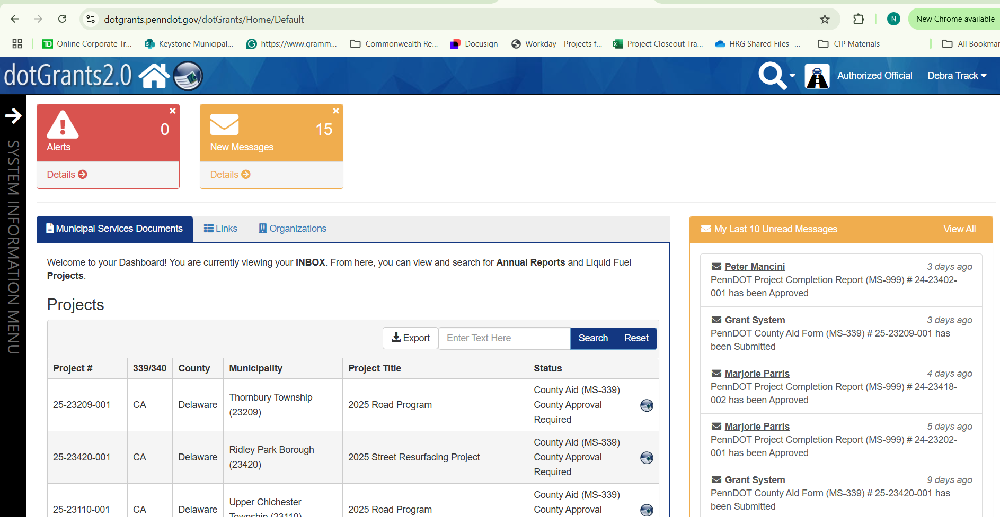 dotgrants.penndot.gov/dotGrants/Home/Default
N
New Chrome available
TD Online Corporate Tr...
Keystone Municipal...
https://www.gramm...
Commonwealth Re...
Docusign
Workday - Projects f...
Project Closeout Tra...
HRG Shared Files -...
CIP Materials
All Bookmar
dotGrants2.0
Authorized Official
Debra Track
SYSTEM INFORMATION MENU
0
Alerts
Details
15
New Messages
Details
Municipal Services Documents
Links
Organizations
Welcome to your Dashboard! You are currently viewing your INBOX. From here, you can view and search for Annual Reports and Liquid Fuel
Projects.
Projects
Export
Enter Text Here
Search
Reset
Project # 339/340 County Municipality Project Title Status
25-23209-001 CA Delaware Thornbury Township
(23209)
2025 Road Program
County Aid (MS-339)
County Approval
Required
25-23420-001 CA Delaware Ridley Park Borough
(23420)
2025 Street Resurfacing Project
County Aid (MS-339)
County Approval
Required
25-23110-001 CA Delaware Upper Chichester
Township (23110)
2025 Road Program
County Aid (MS-339)
County Approval
My Last 10 Unread Messages
View All
Peter Mancini 3 days ago
PennDOT Project Completion Report (MS-999) # 24-23402-
001 has been Approved
Grant System 3 days ago
PennDOT County Aid Form (MS-339) # 25-23209-001 has
been Submitted
Marjorie Parris 4 days ago
PennDOT Project Completion Report (MS-999) # 24-23418-
002 has been Approved
Marjorie Parris 5 days ago
PennDOT Project Completion Report (MS-999) # 24-23202-
001 has been Approved
Grant System 9 days ago
PennDOT County Aid Form (MS-339) # 25-23420-001 has
been Submitted